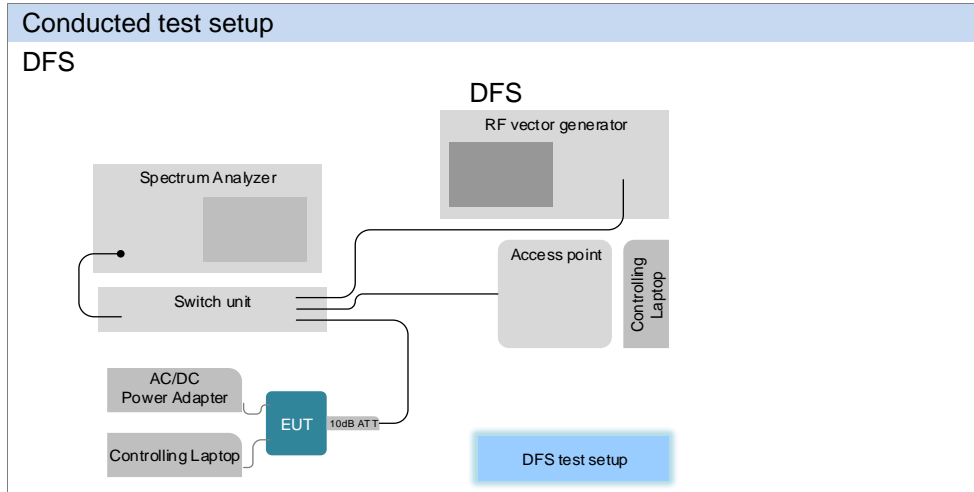 Conducted test setup
DFS
DFS
RF vector generator
Spectrum Analyzer
Access point
Controlling
Laptop
Switch unit
AC/DC
Power Adapter
EUT
10dB ATT
Controlling Laptop
DFS test setup